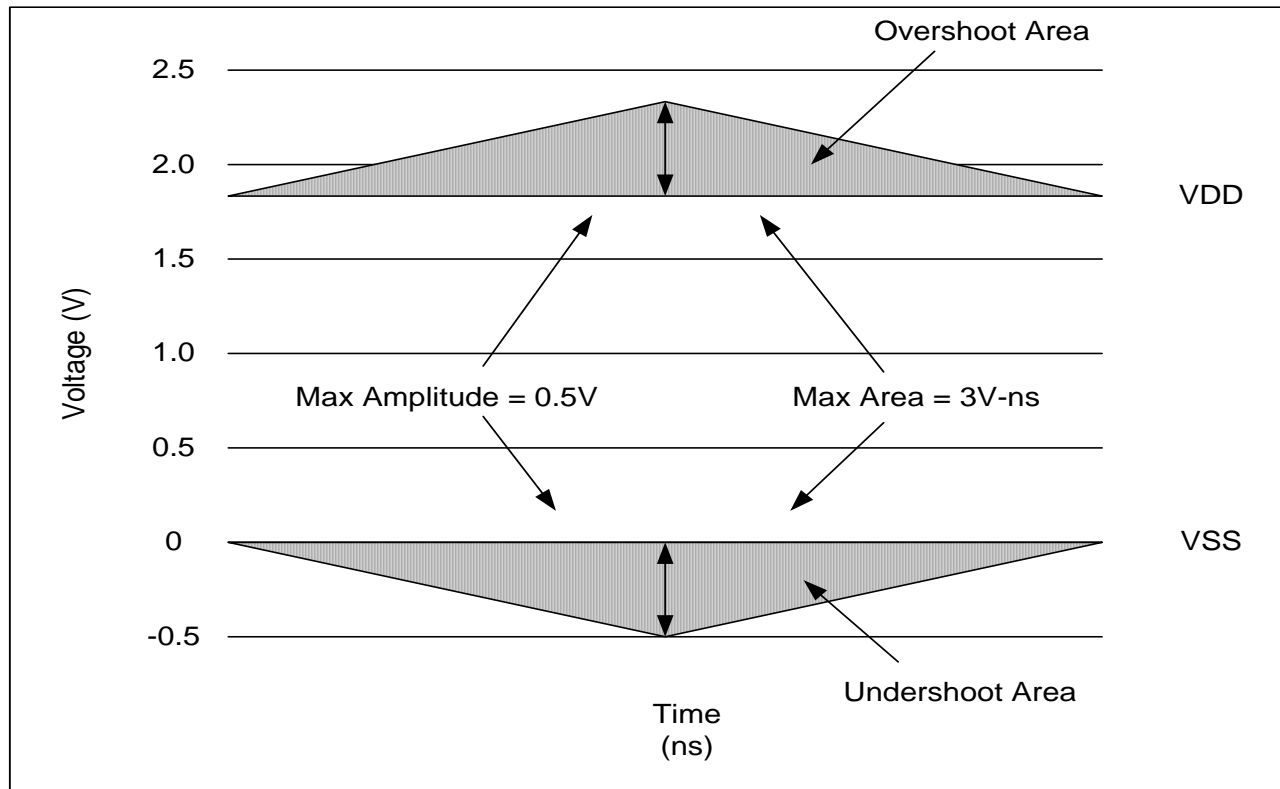 Overshoot Area
2.5
2.0
VDD
1.5
Voltage (V)
1.0
Max Amplitude = 0.5V
Max Area = 3V-ns
0.5
0
VSS
-0.5
Undershoot Area
Time
(ns)